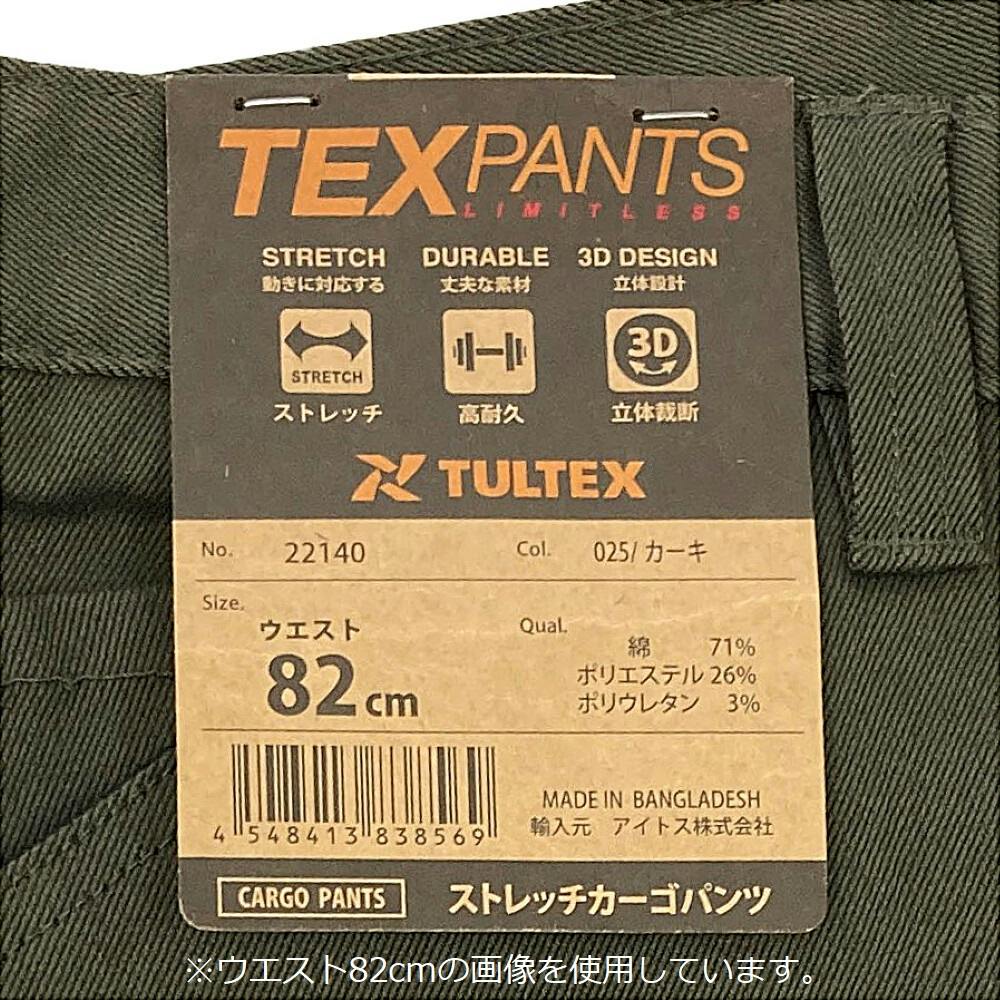 TEX PANTS
LIMITLESS
STRETCH DURABLE 3D DESIGN
動きに対応する 丈夫な素材 立体設計
STRETCH 3D
ストレッチ 高耐久 立体裁断
TULTEX
No. 22140 Col. 025/カーキ
Size.
ウエスト
82cm
Qual.
綿 71%
ポリエステル 26%
ポリウレタン 3%
4 548413 838569
MADE IN BANGLADESH
輸入元 アイトス株式会社
CARGO PANTS ストレッチカーゴパンツ
※ウエスト82cmの画像を使用しています。